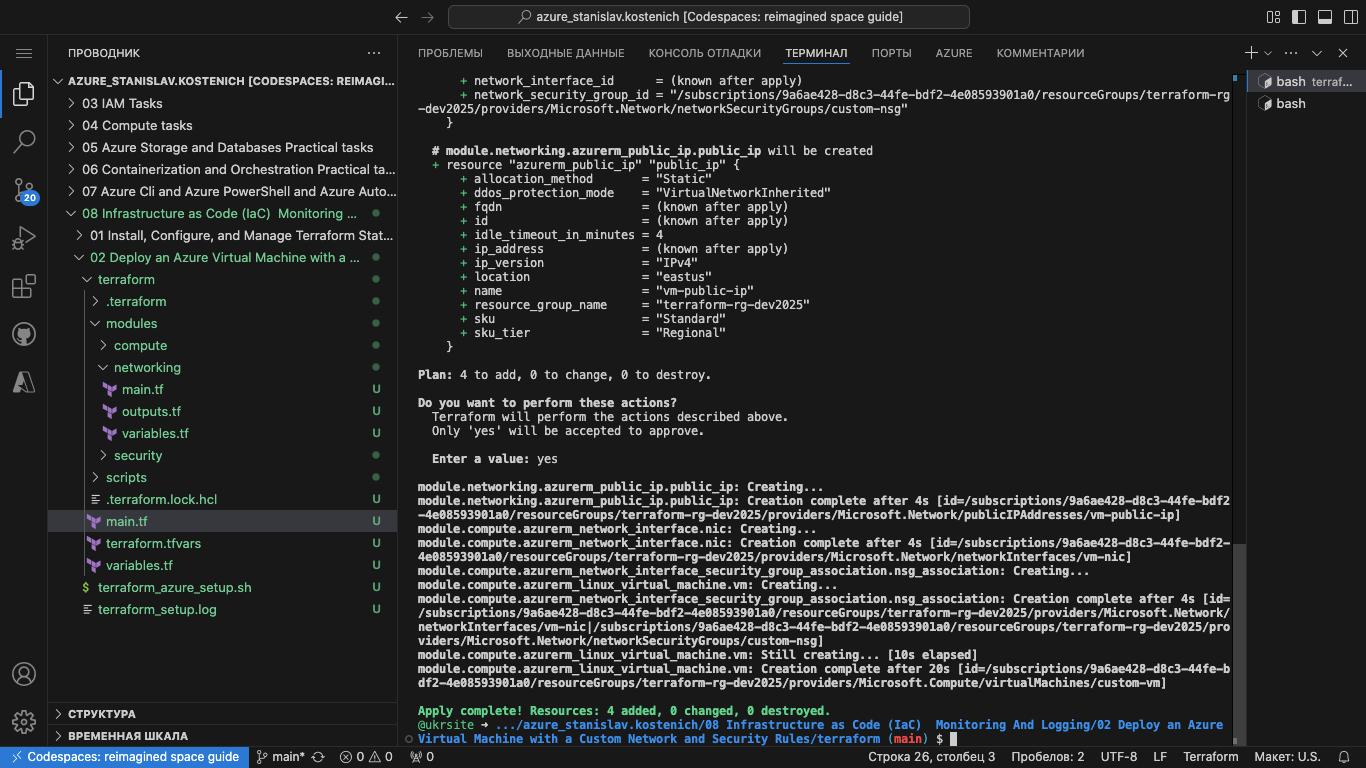 azure_stanislav.kostenich [Codespaces: reimagined space guide]
ПРОВОДНИК
AZURE_STANISLAV.KOSTENICH [CODESPACES: REIMAGI...
03 IAM Tasks
04 Compute tasks
05 Azure Storage and Databases Practical tasks
06 Containerization and Orchestration Practical ta...
07 Azure Cli and Azure PowerShell and Azure Auto...
08 Infrastructure as Code (IaC)  Monitoring ...
01 Install, Configure, and Manage Terraform Stat...
02 Deploy an Azure Virtual Machine with a ...
terraform
.terraform
modules
compute
networking
main.tf U
outputs.tf U
variables.tf U
security
scripts
.terraform.lock.hcl U
main.tf U
terraform.tfvars U
variables.tf U
$ terraform_azure_setup.sh U
terraform_setup.log U
СТРУКТУРА
ВРЕМЕННАЯ ШКАЛА
20
ПРОБЛЕМЫ ВЫХОДНЫЕ ДАННЫЕ КОНСОЛЬ ОТЛАДКИ ТЕРМИНАЛ ПОРТЫ AZURE КОММЕНТАРИИ
bash terraf...
bash
+ network_interface_id      = (known after apply)
+ network_security_group_id = "/subscriptions/9a6ae428-d8c3-44fe-bdf2-4e08593901a0/resourceGroups/terraform-rg
-dev2025/providers/Microsoft.Network/networkSecurityGroups/custom-nsg"
}
# module.networking.azurerm_public_ip.public_ip will be created
+ resource "azurerm_public_ip" "public_ip" {
+ allocation_method       = "Static"
+ ddos_protection_mode    = "VirtualNetworkInherited"
+ fqdn                    = (known after apply)
+ id                      = (known after apply)
+ idle_timeout_in_minutes = 4
+ ip_address              = (known after apply)
+ ip_version              = "IPv4"
+ location                = "eastus"
+ name                    = "vm-public-ip"
+ resource_group_name     = "terraform-rg-dev2025"
+ sku                     = "Standard"
+ sku_tier                = "Regional"
}
Plan: 4 to add, 0 to change, 0 to destroy.
Do you want to perform these actions?
Terraform will perform the actions described above.
Only 'yes' will be accepted to approve.
Enter a value: yes
module.networking.azurerm_public_ip.public_ip: Creating...
module.networking.azurerm_public_ip.public_ip: Creation complete after 4s [id=/subscriptions/9a6ae428-d8c3-44fe-bdf2
-4e08593901a0/resourceGroups/terraform-rg-dev2025/providers/Microsoft.Network/publicIPAddresses/vm-public-ip]
module.compute.azurerm_network_interface.nic: Creating...
module.compute.azurerm_network_interface.nic: Creation complete after 4s [id=/subscriptions/9a6ae428-d8c3-44fe-bdf2-
4e08593901a0/resourceGroups/terraform-rg-dev2025/providers/Microsoft.Network/networkInterfaces/vm-nic]
module.compute.azurerm_network_interface_security_group_association.nsg_association: Creating...
module.compute.azurerm_linux_virtual_machine.vm: Creating...
module.compute.azurerm_network_interface_security_group_association.nsg_association: Creation complete after 4s [id=
/subscriptions/9a6ae428-d8c3-44fe-bdf2-4e08593901a0/resourceGroups/terraform-rg-dev2025/providers/Microsoft.Network/
networkInterfaces/vm-nic|/subscriptions/9a6ae428-d8c3-44fe-bdf2-4e08593901a0/resourceGroups/terraform-rg-dev2025/pro
viders/Microsoft.Network/networkSecurityGroups/custom-nsg]
module.compute.azurerm_linux_virtual_machine.vm: Still creating... [10s elapsed]
module.compute.azurerm_linux_virtual_machine.vm: Creation complete after 20s [id=/subscriptions/9a6ae428-d8c3-44fe-b
df2-4e08593901a0/resourceGroups/terraform-rg-dev2025/providers/Microsoft.Compute/virtualMachines/custom-vm]
Apply complete! Resources: 4 added, 0 changed, 0 destroyed.
@ukrsite ➜ .../azure_stanislav.kostenich/08 Infrastructure as Code (IaC)  Monitoring And Logging/02 Deploy an Azure
Virtual Machine with a Custom Network and Security Rules/terraform (main) $
Codespaces: reimagined space guide main* 0 0 0 Строка 26, столбец 3 Пробелов: 2 UTF-8 LF Terraform Макет: U.S.